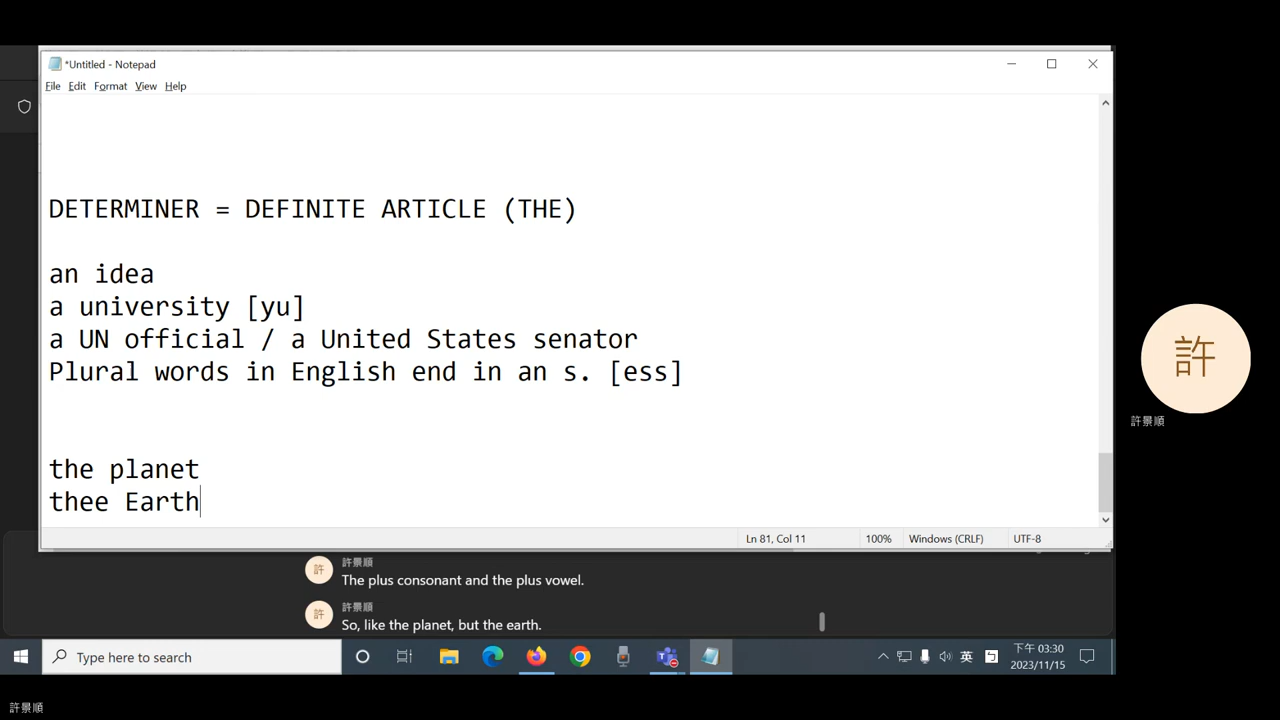 *Untitled - Notepad
File Edit Format View Help
DETERMINER = DEFINITE ARTICLE (THE)
an idea
a university [yu]
a UN official / a United States senator
Plural words in English end in an s. [ess]
the planet
thee Earth
Ln 81, Col 11 100% Windows (CRLF) UTF-8
許
許景順
許 許景順
The plus consonant and the plus vowel.
許 許景順
So, like the planet, but the earth.
Type here to search
英
下午 03:30
2023/11/15
許景順